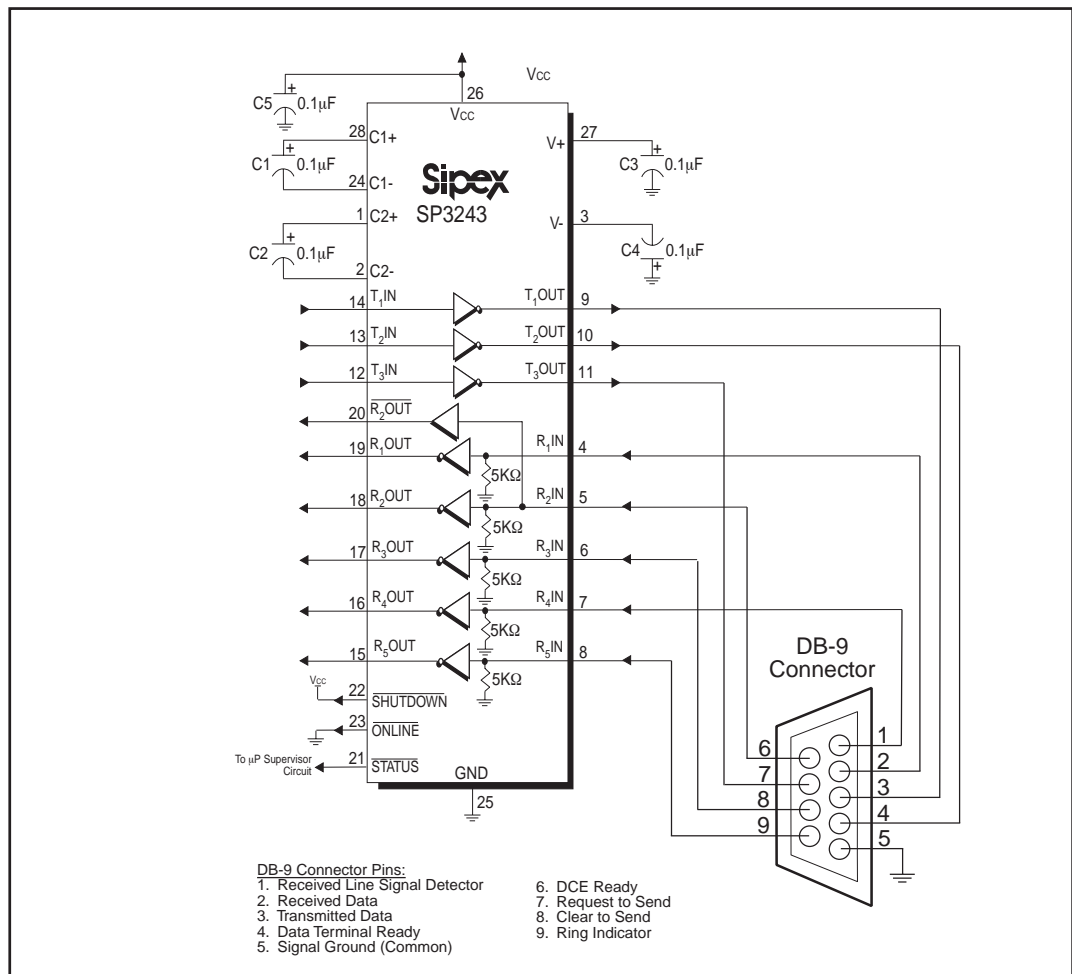 VCC
26
VCC
C5
+
0.1µF
28
C1+
C1
+
0.1µF
24
C1-
1
C2+
C2
+
0.1µF
2
C2-
Sipex
SP3243
V+
27
+
C3
0.1µF
V-
3
C4
0.1µF
+
14
T1IN
T1OUT
9
13
T2IN
T2OUT
10
12
T3IN
T3OUT
11
20
R2OUT
19
R1OUT
R1IN
4
5KΩ
18
R2OUT
R2IN
5
5KΩ
17
R3OUT
R3IN
6
5KΩ
16
R4OUT
R4IN
7
5KΩ
15
R5OUT
R5IN
8
5KΩ
VCC
22
SHUTDOWN
23
ONLINE
To µP Supervisor
Circuit
21
STATUS
GND
25
DB-9
Connector
6
7
8
9
1
2
3
4
5
DB-9 Connector Pins:
1. Received Line Signal Detector
2. Received Data
3. Transmitted Data
4. Data Terminal Ready
5. Signal Ground (Common)
6. DCE Ready
7. Request to Send
8. Clear to Send
9. Ring Indicator